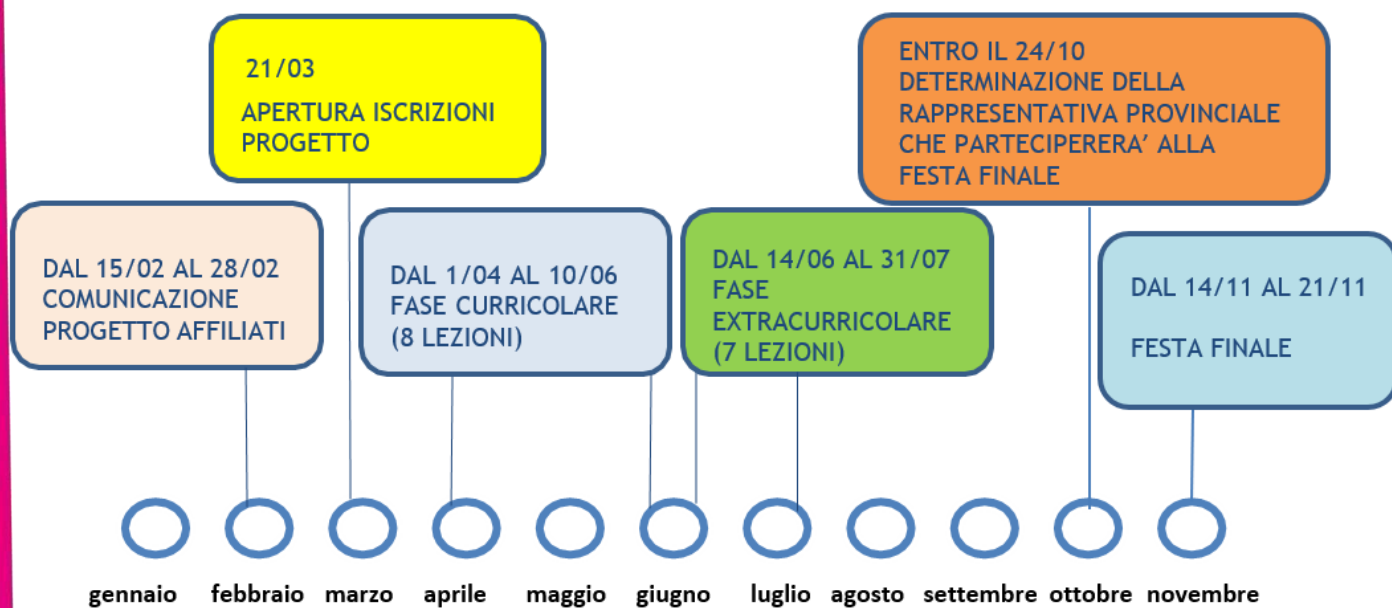 21/03
APERTURA ISCRIZIONI
PROGETTO
ENTRO IL 24/10
DETERMINAZIONE DELLA
RAPPRESENTATIVA PROVINCIALE
CHE PARTECIPERERA’ ALLA
FESTA FINALE
DAL 15/02 AL 28/02
COMUNICAZIONE
PROGETTO AFFILIATI
DAL 1/04 AL 10/06
FASE CURRICOLARE
(8 LEZIONI)
DAL 14/06 AL 31/07
FASE
EXTRACURRICOLARE
(7 LEZIONI)
DAL 14/11 AL 21/11
FESTA FINALE
gennaio febbraio marzo aprile maggio giugno luglio agosto settembre ottobre novembre